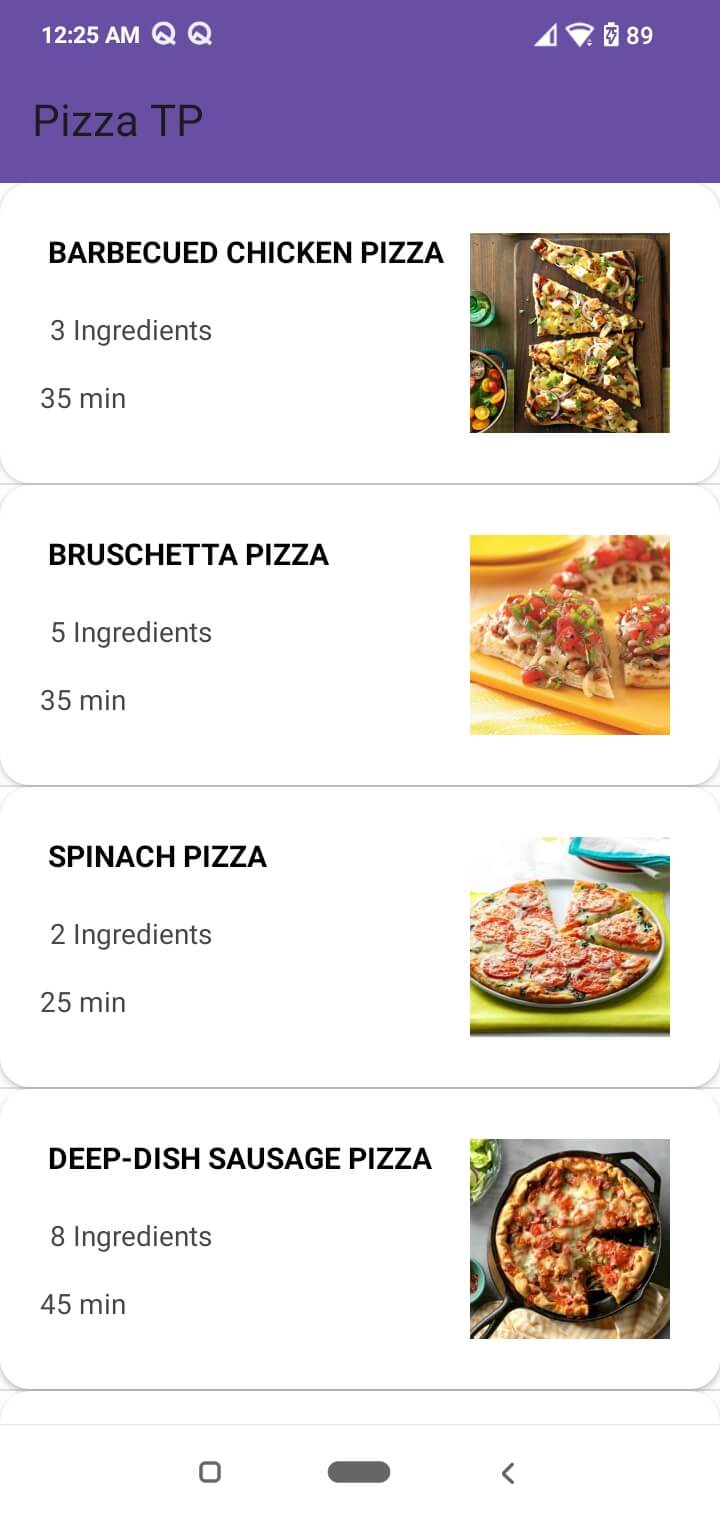 12:25 AM
89
Pizza TP
BARBECUED CHICKEN PIZZA
3 Ingredients
35 min
BRUSCHETTA PIZZA
5 Ingredients
35 min
SPINACH PIZZA
2 Ingredients
25 min
DEEP-DISH SAUSAGE PIZZA
8 Ingredients
45 min